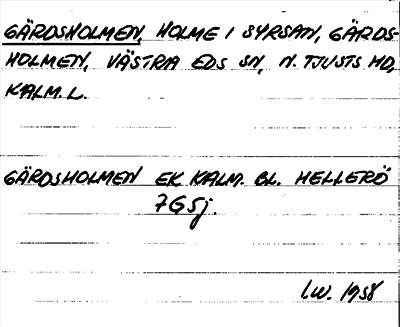 GÄRDSHOLMEN, HOLME I SYRSAN, GÄRDS-
HOLMEN, VÄSTRA EDS SN, N. TJUSTS HD,
KALM. L.
GÄRDSHOLMEN EK KALM. BL. HELLERÖ
7G5j.
LW. 1958